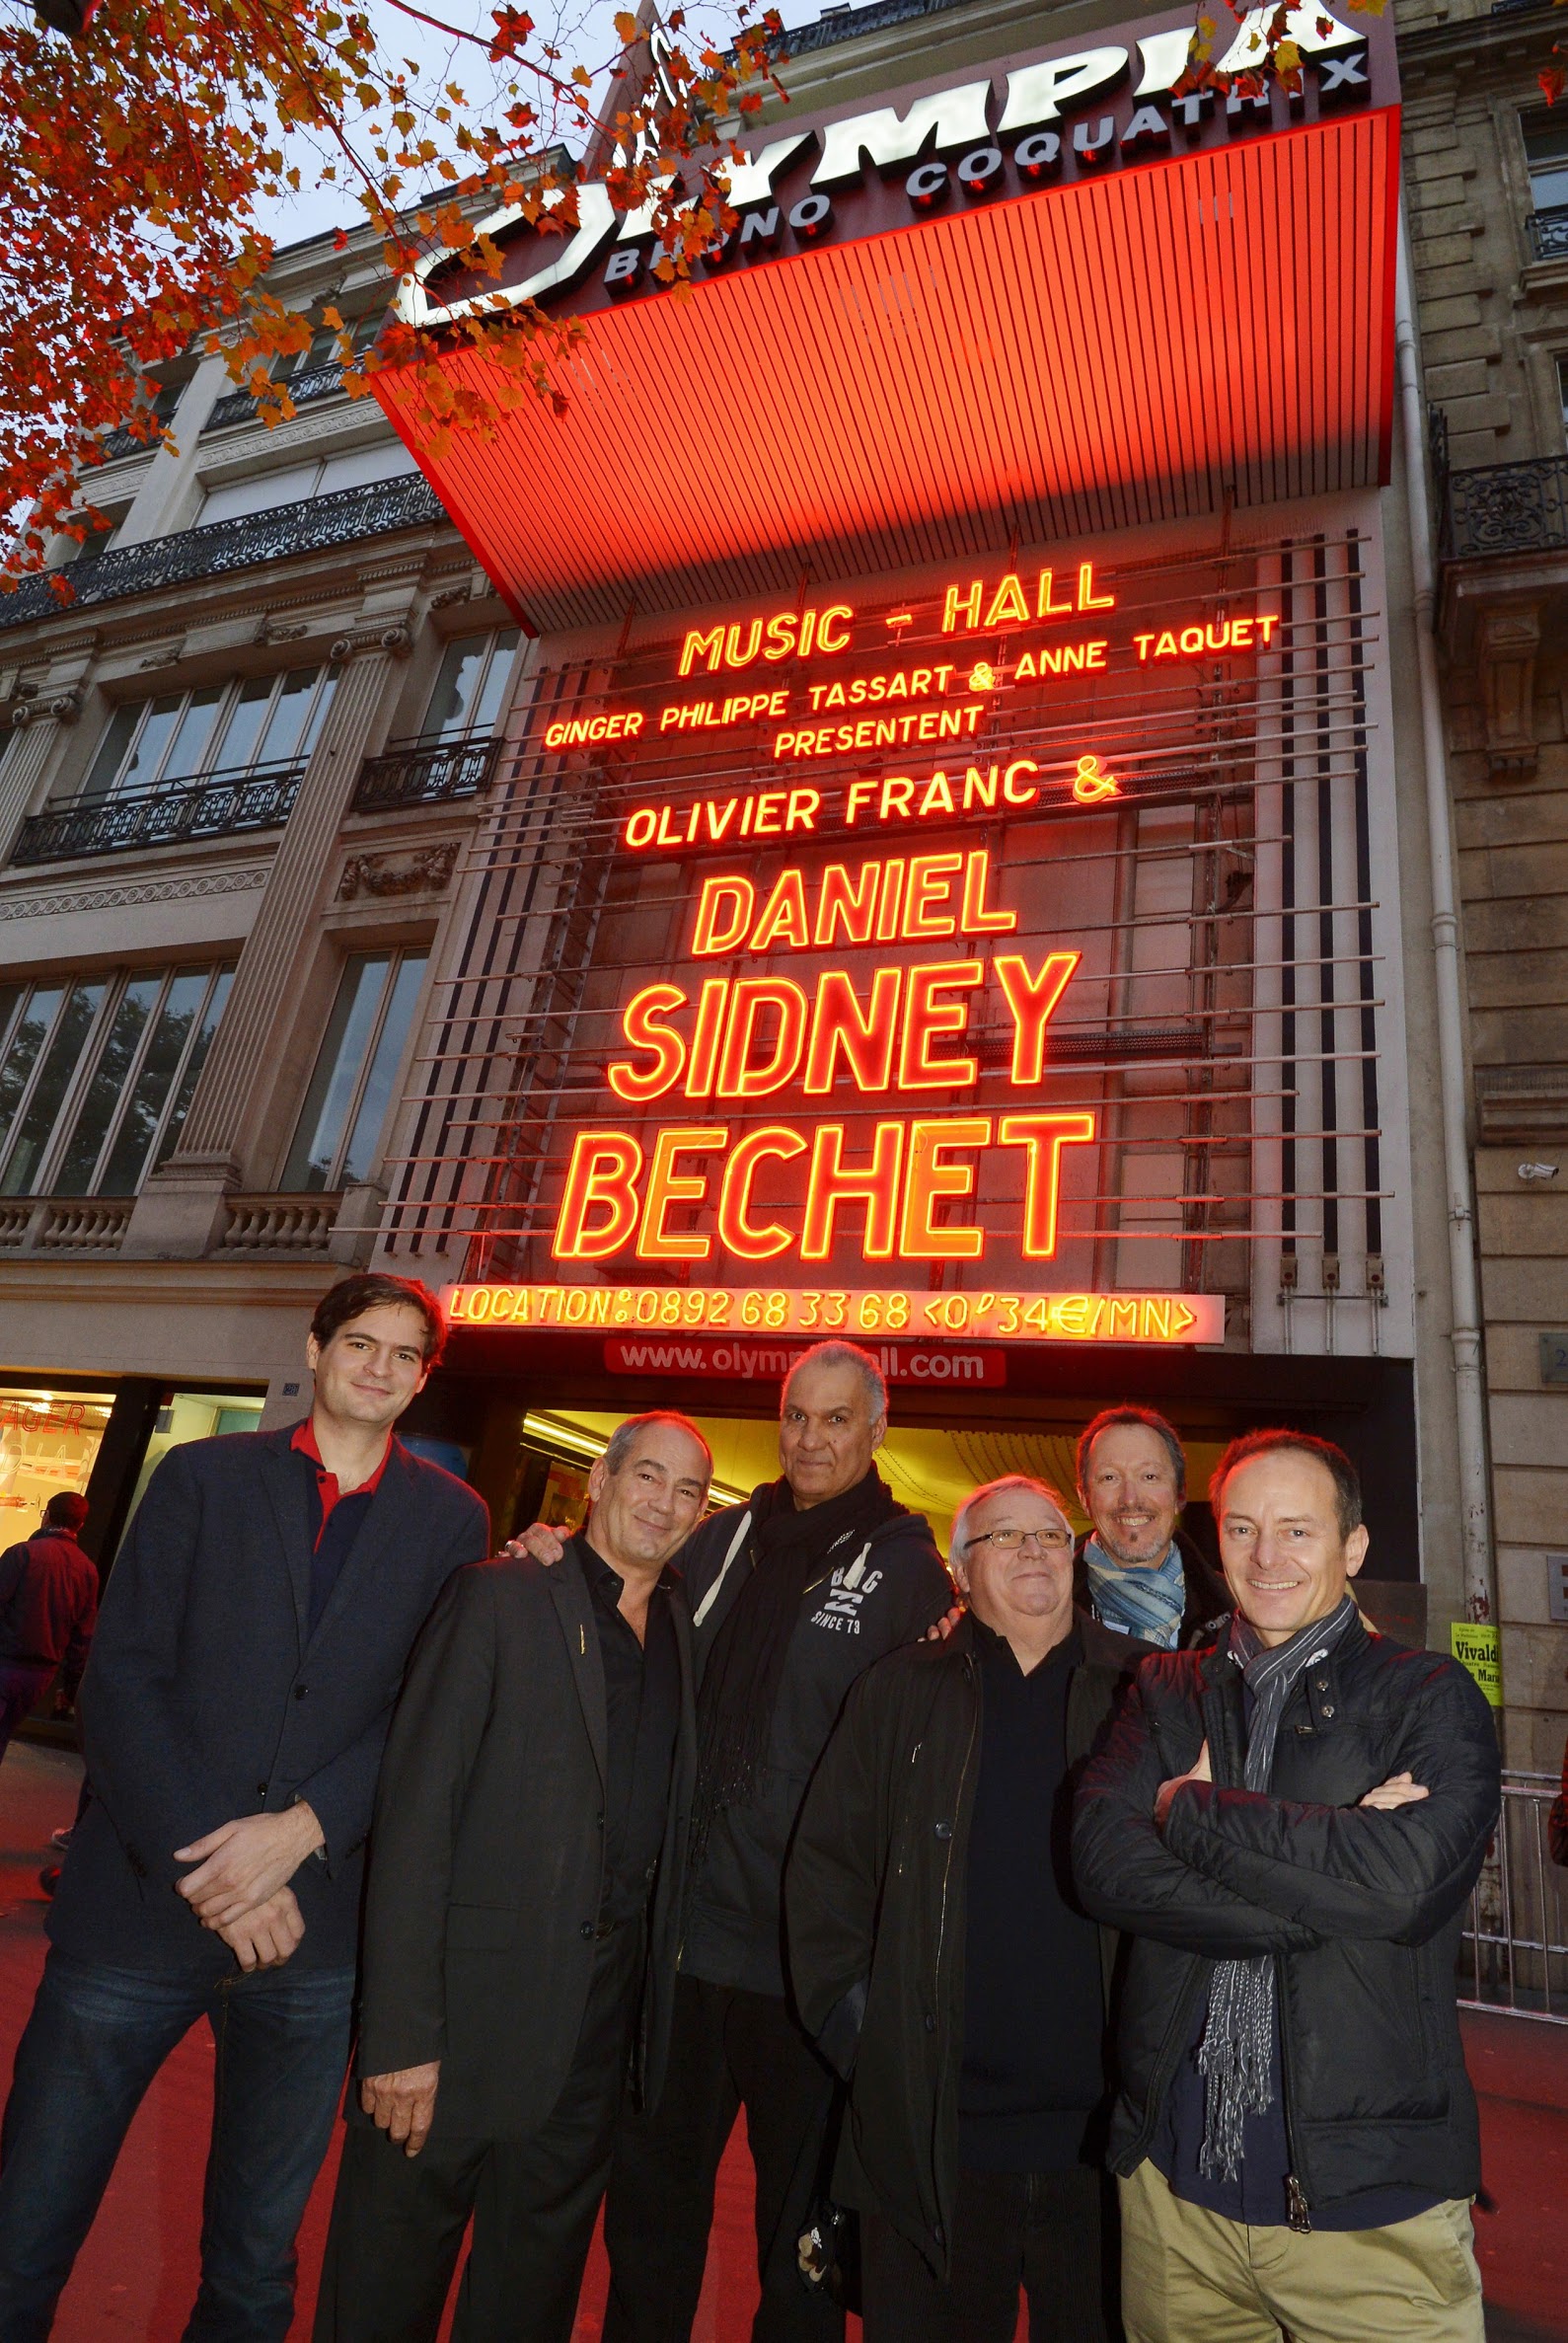 OLYMPIA
BRUNO COQUATRIX
MUSIC - HALL
GINGER PHILIPPE TASSART & ANNE TAQUET
PRESENTENT
OLIVIER FRANC &
DANIEL
SIDNEY
BECHET
LOCATION:0892 68 33 68 <0'34€/MN>
SINCE 73
Vivaldi